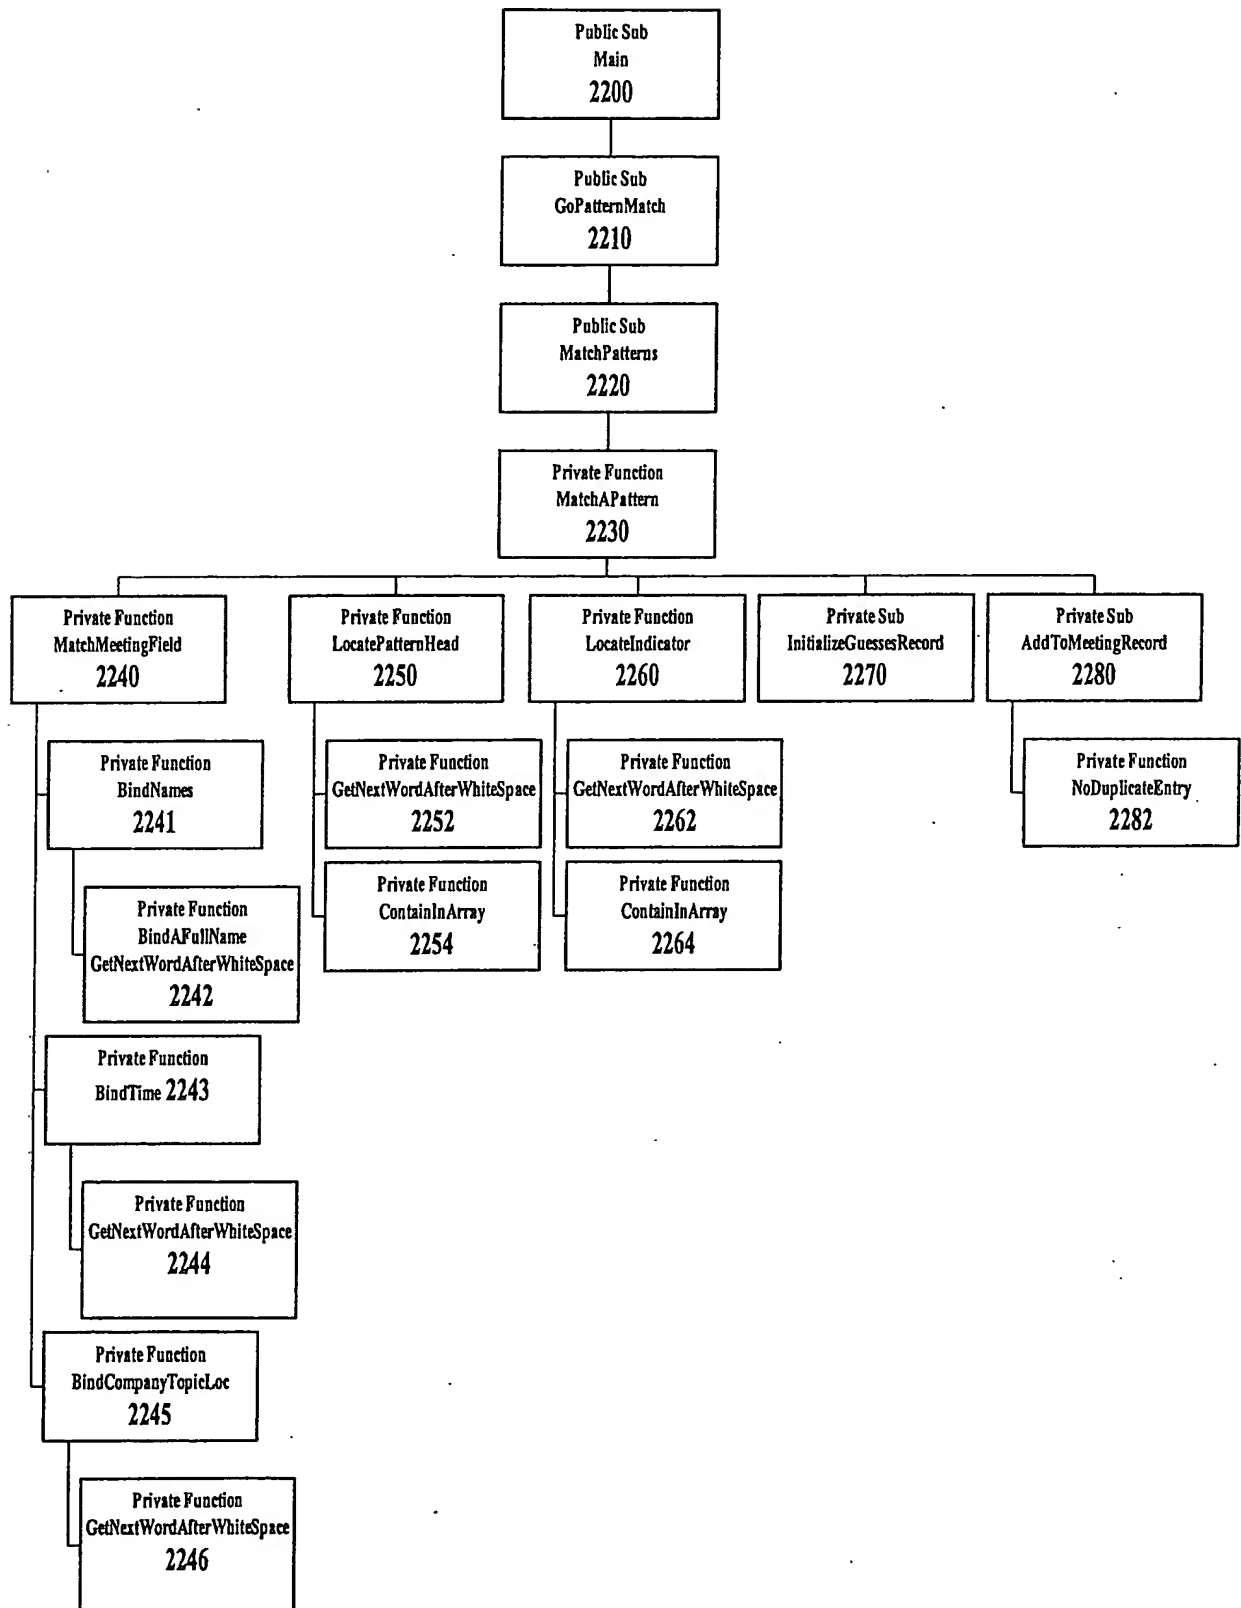 Public Sub
Main
2200
Public Sub
GoPatternMatch
2210
Public Sub
MatchPatterns
2220
Private Function
MatchAPattern
2230
Private Function
MatchMeetingField
2240
Private Function
LocatePatternHead
2250
Private Function
LocateIndicator
2260
Private Sub
InitializeGuessesRecord
2270
Private Sub
AddToMeetingRecord
2280
Private Function
BindNames
2241
Private Function
GetNextWordAfterWhiteSpace
2252
Private Function
GetNextWordAfterWhiteSpace
2262
Private Function
NoDuplicateEntry
2282
Private Function
ContainInArray
2254
Private Function
ContainInArray
2264
Private Function
BindAFullName
GetNextWordAfterWhiteSpace
2242
Private Function
BindTime 2243
Private Function
GetNextWordAfterWhiteSpace
2244
Private Function
BindCompanyTopicLoc
2245
Private Function
GetNextWordAfterWhiteSpace
2246